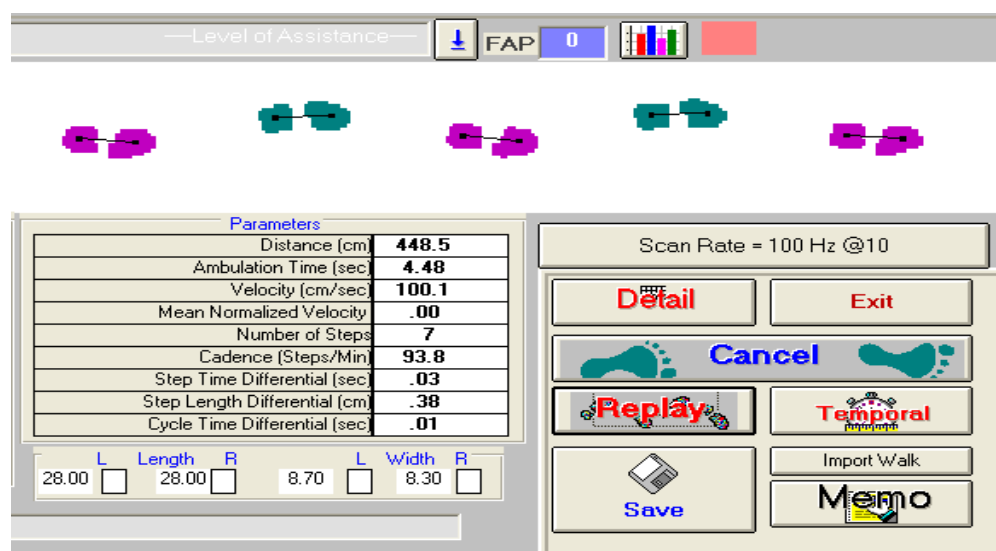 —Level of Assistance—
FAP 0
Parameters
Distance (cm) 448.5
Ambulation Time (sec) 4.48
Velocity (cm/sec) 100.1
Mean Normalized Velocity .00
Number of Steps 7
Cadence (Steps/Min) 93.8
Step Time Differential (sec) .03
Step Length Differential (cm) .38
Cycle Time Differential (sec) .01
L Length R L Width R
28.00 28.00 8.70 8.30
Scan Rate = 100 Hz @10
Detail
Exit
Cancel
Replay
Temporal
Save
Import Walk
Memo